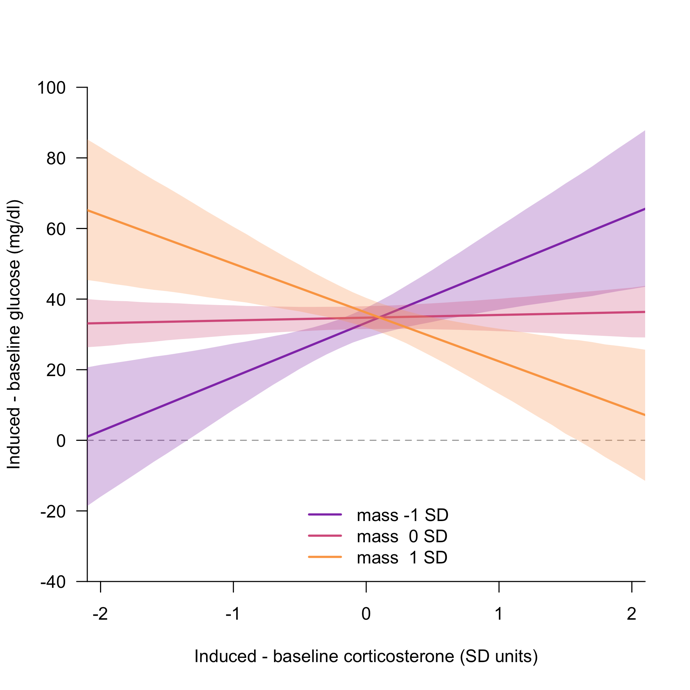 Induced - baseline glucose (mg/dl)
100
80
60
40
20
0
-20
-40
mass -1 SD
mass  0 SD
mass  1 SD
-2 -1 0 1 2
Induced - baseline corticosterone (SD units)